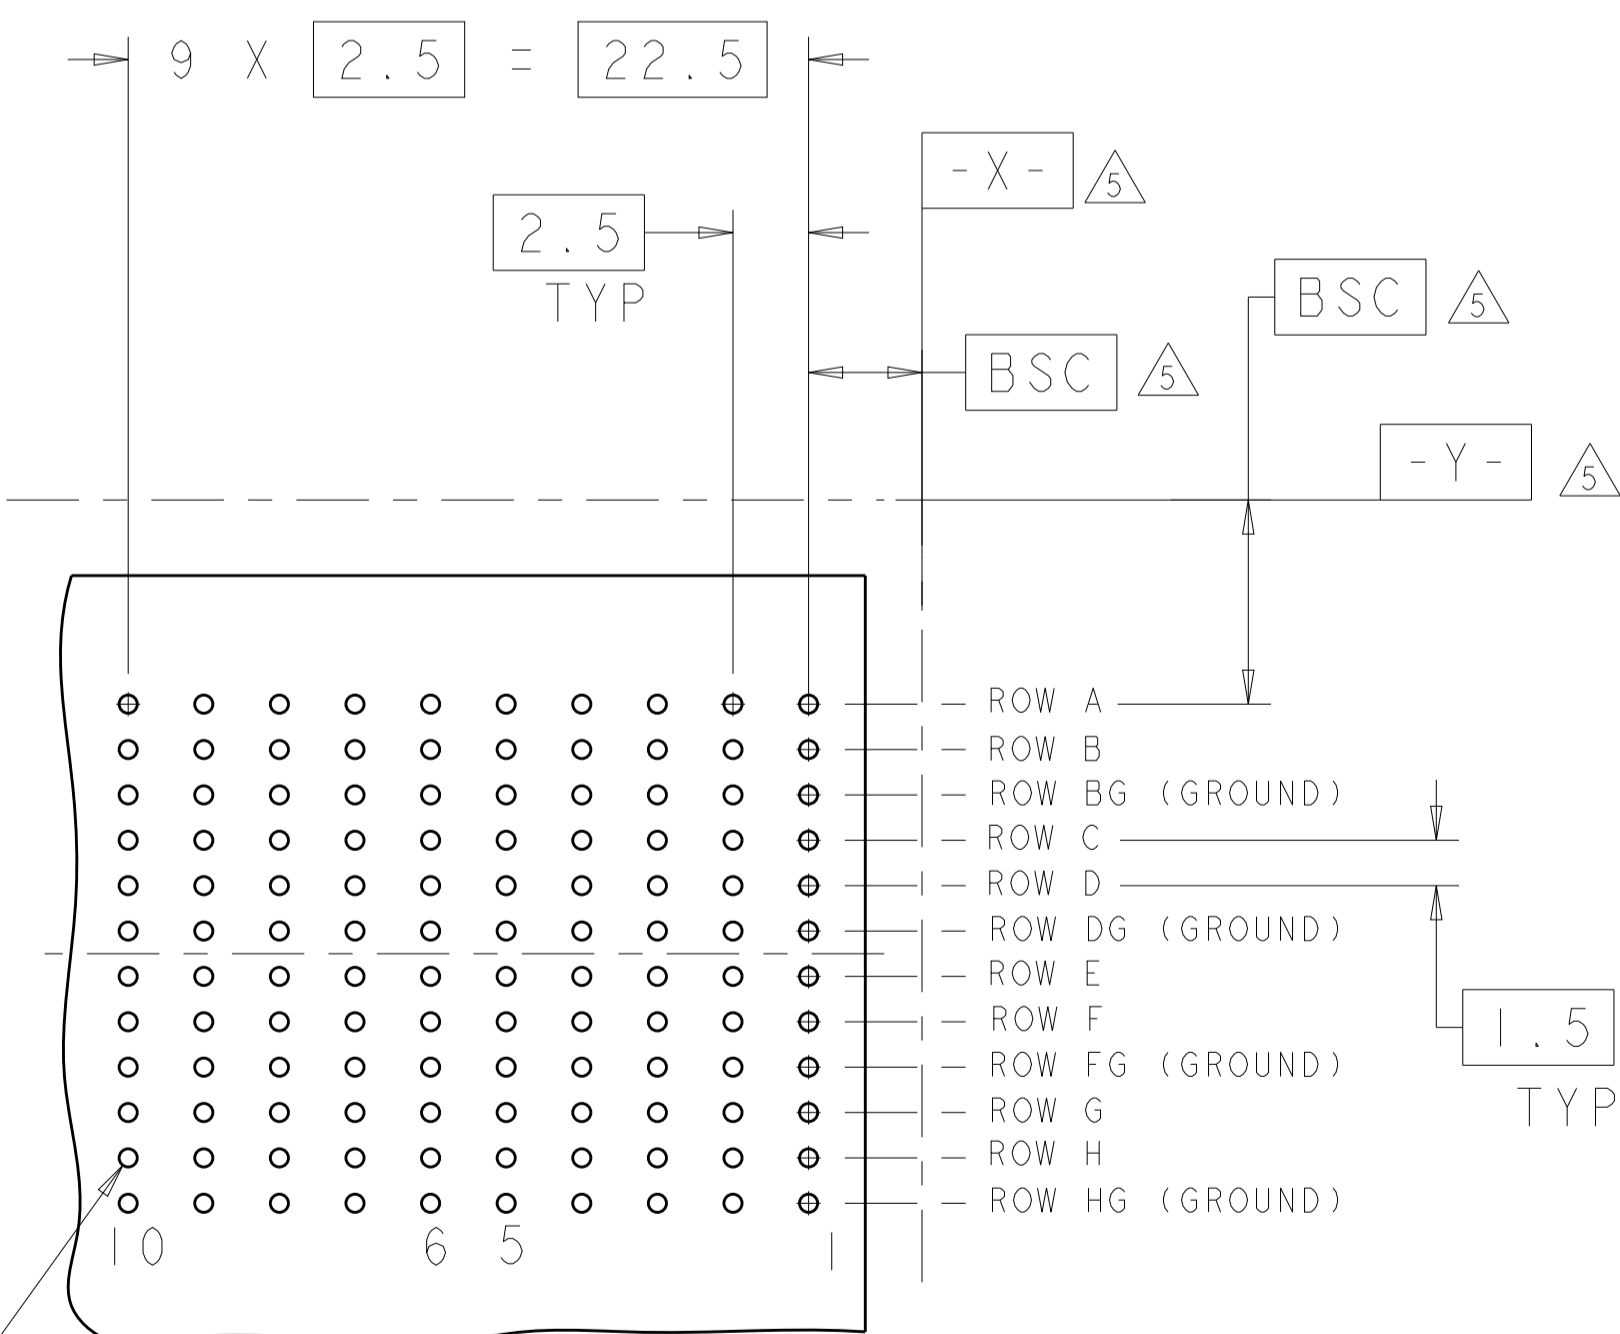 9 X 2.5 = 22.5
-X- 5
2.5
TYP
BSC 5
BSC 5
-Y- 5
ROW A
ROW B
ROW BG (GROUND)
ROW C
ROW D
ROW DG (GROUND)
ROW E
ROW F
ROW FG (GROUND)
1.5
TYP
ROW G
ROW H
ROW HG (GROUND)
10 6 5 1